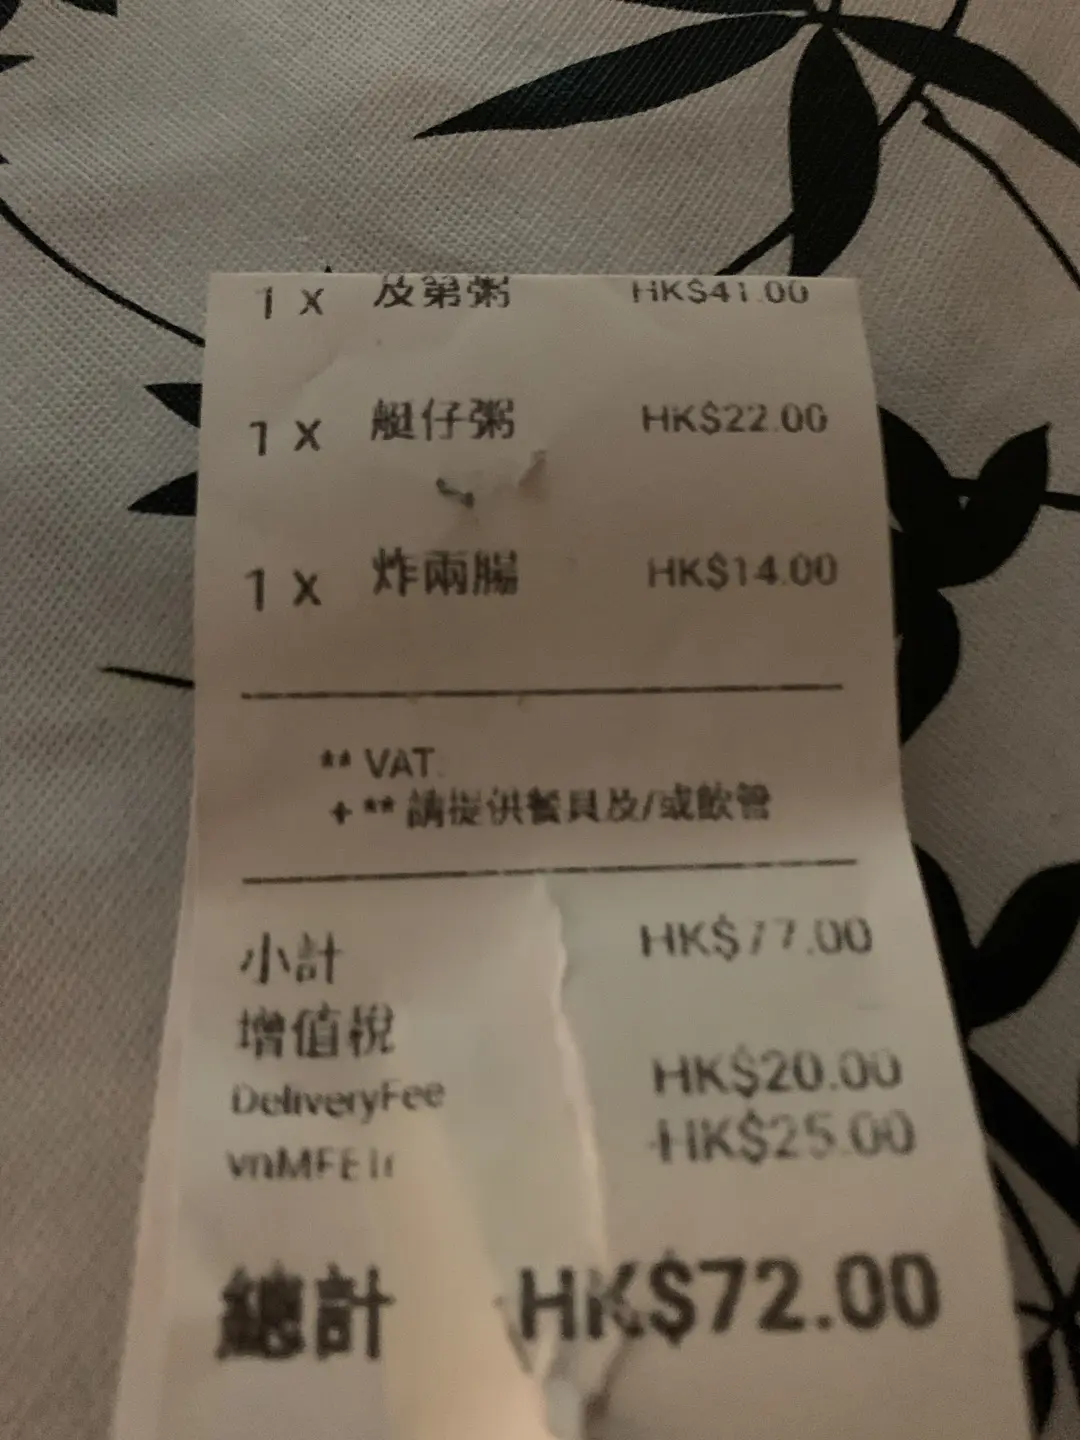 1 X 及第粥 HK$41.00
1 X 艇仔粥 HK$22.00
1 X 炸兩腸 HK$14.00
** VAT.
+ ** 請提供餐具及/或飲管
小計 HK$77.00
增值稅
DeliveryFee HK$20.00
-HK$25.00
總計 HK$72.00